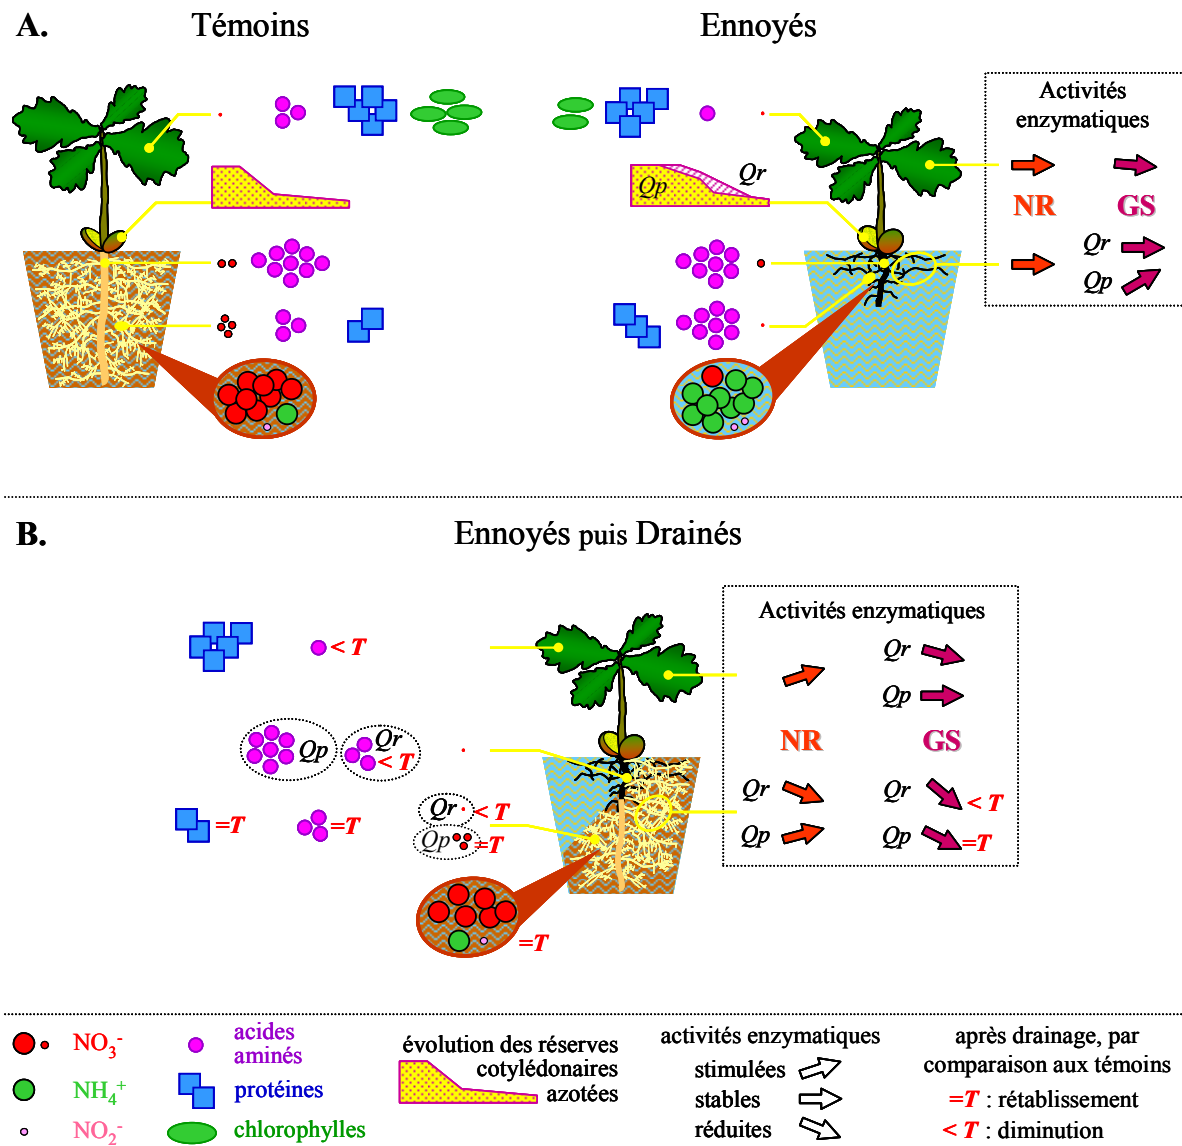 A.
Témoins
Ennoyés
Activités
enzymatiques
Qp
Qr
NR
GS
Qr
Qp
B.
Ennoyés puis Drainés
Activités enzymatiques
< T
Qr
Qp
Qp
Qr
< T
NR
GS
=T
=T
Qr < T
Qp =T
Qr
Qr
< T
Qp
Qp
=T
=T
NO3-
acides
aminés
évolution des réserves
cotylédonaires
azotées
activités enzymatiques
après drainage, par
comparaison aux témoins
NH4+
protéines
stimulées
stables
=T : rétablissement
NO2-
chlorophylles
réduites
< T : diminution